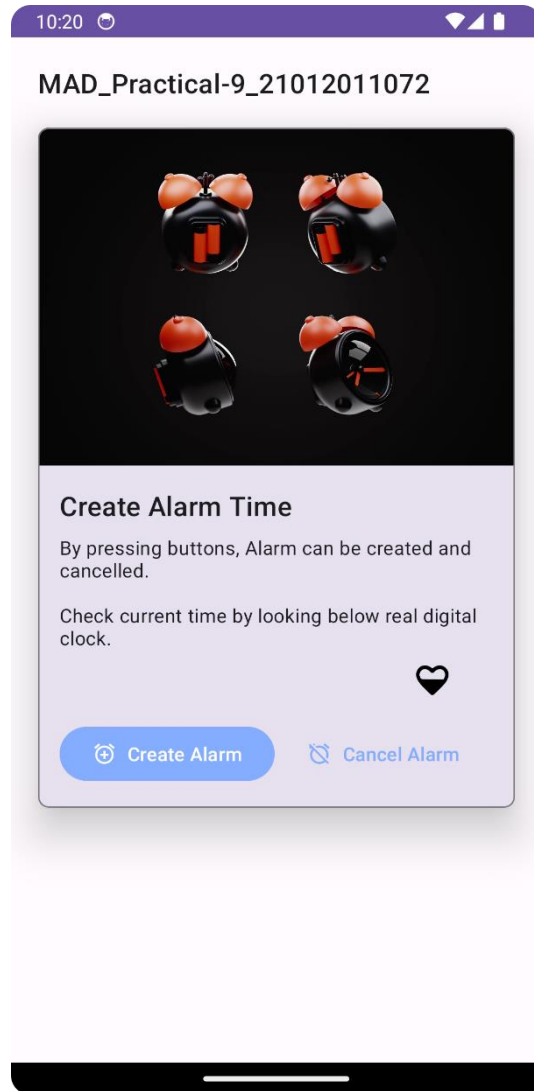 10:20
MAD_Practical-9_21012011072
Create Alarm Time
By pressing buttons, Alarm can be created and
cancelled.
Check current time by looking below real digital
clock.
Create Alarm
Cancel Alarm